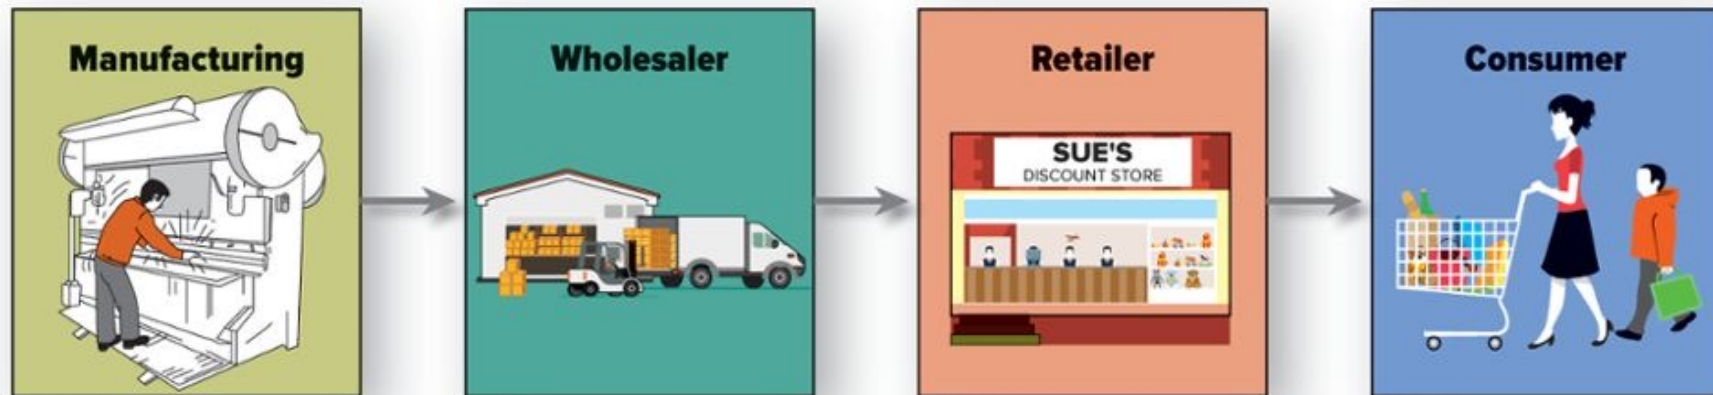 Manufacturing
Wholesaler
Retailer
Consumer
SUE'S
DISCOUNT STORE